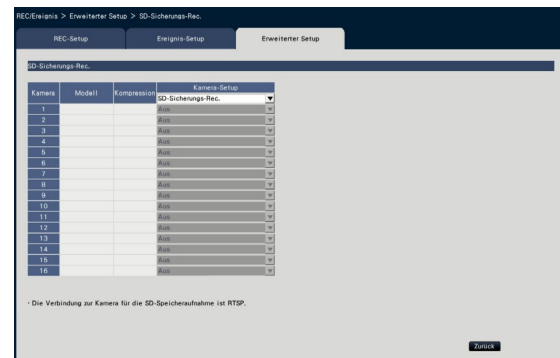 REC/Ereignis > Erweiterter Setup > SD-Sicherungs-Rec.
REC-Setup Ereignis-Setup Erweiterter Setup
SD-Sicherungs-Rec.
Kamera Modell Kompression Kamera-Setup
SD-Sicherungs-Rec.
1 Aus
2 Aus
3 Aus
4 Aus
5 Aus
6 Aus
7 Aus
8 Aus
9 Aus
10 Aus
11 Aus
12 Aus
13 Aus
14 Aus
15 Aus
16 Aus
· Die Verbindung zur Kamera für die SD-Speicheraufnahme ist RTSP.
Zurück